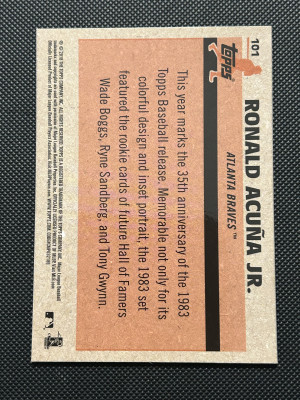 101
Topps
RONALD ACUÑA JR.
ATLANTA BRAVES™
This year marks the 35th anniversary of the 1983
Topps Baseball release. Memorable not only for its
colorful design and inset portrait, the 1983 set
featured the rookie cards of future Hall of Famers
Wade Boggs, Ryne Sandberg, and Tony Gwynn.